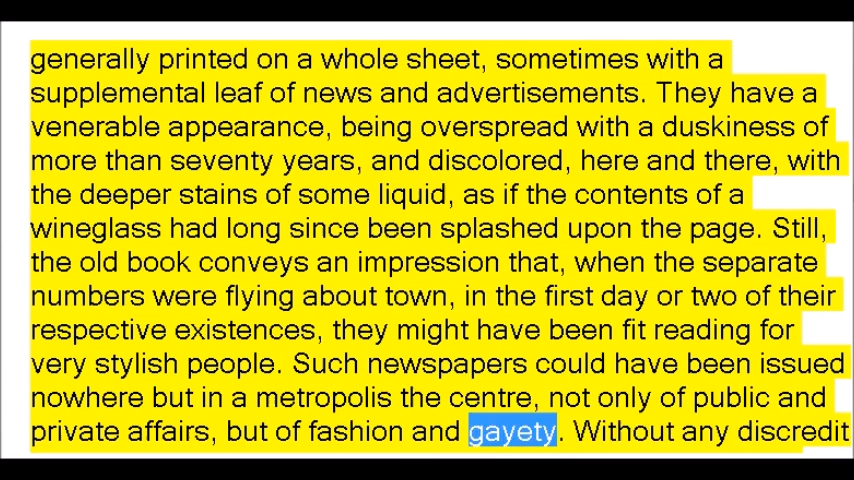 generally printed on a whole sheet, sometimes with a
supplemental leaf of news and advertisements. They have a
venerable appearance, being overspread with a duskiness of
more than seventy years, and discolored, here and there, with
the deeper stains of some liquid, as if the contents of a
wineglass had long since been splashed upon the page. Still,
the old book conveys an impression that, when the separate
numbers were flying about town, in the first day or two of their
respective existences, they might have been fit reading for
very stylish people. Such newspapers could have been issued
nowhere but in a metropolis the centre, not only of public and
private affairs, but of fashion and gayety. Without any discredit